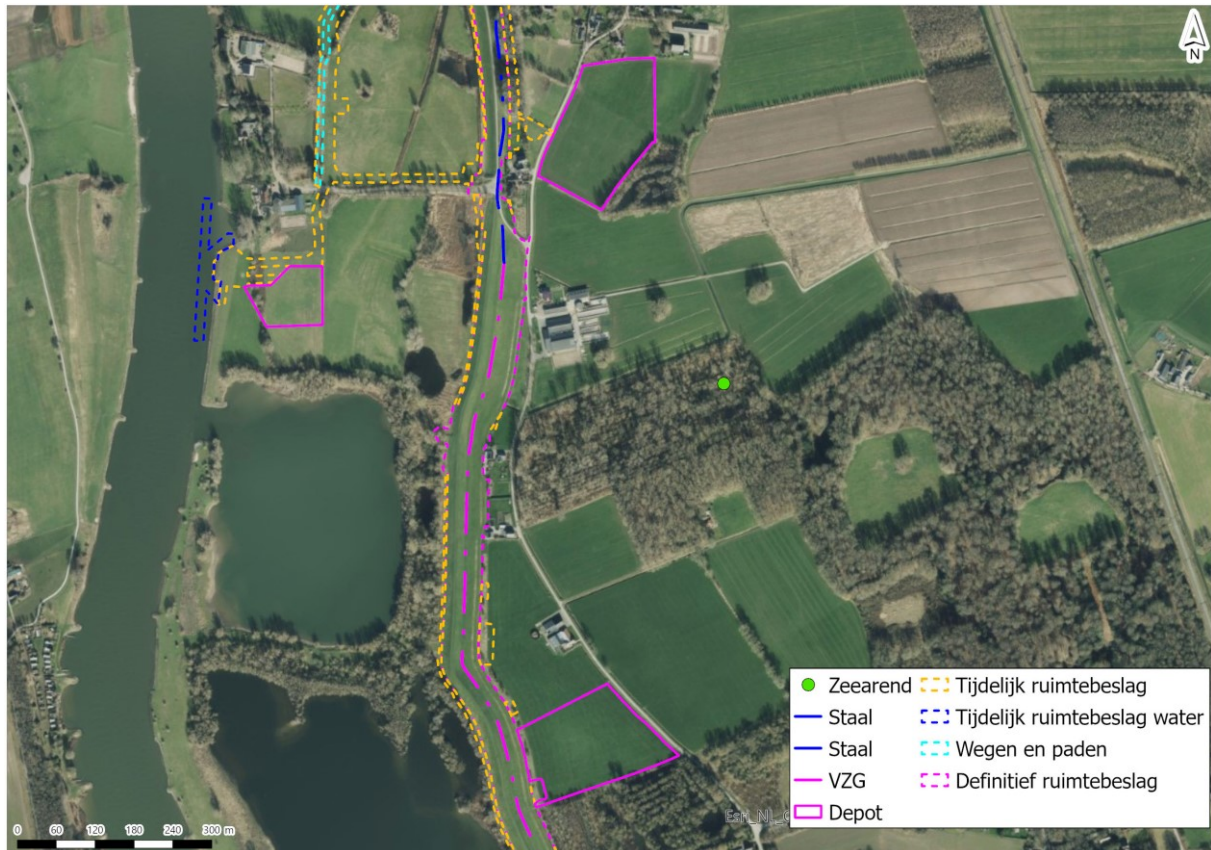 N
Zeearend
Tijdelijk ruimtebeslag
Staal
Tijdelijk ruimtebeslag water
Staal
Wegen en paden
VZG
Definitief ruimtebeslag
Depot
0 60 120 180 240 300 m